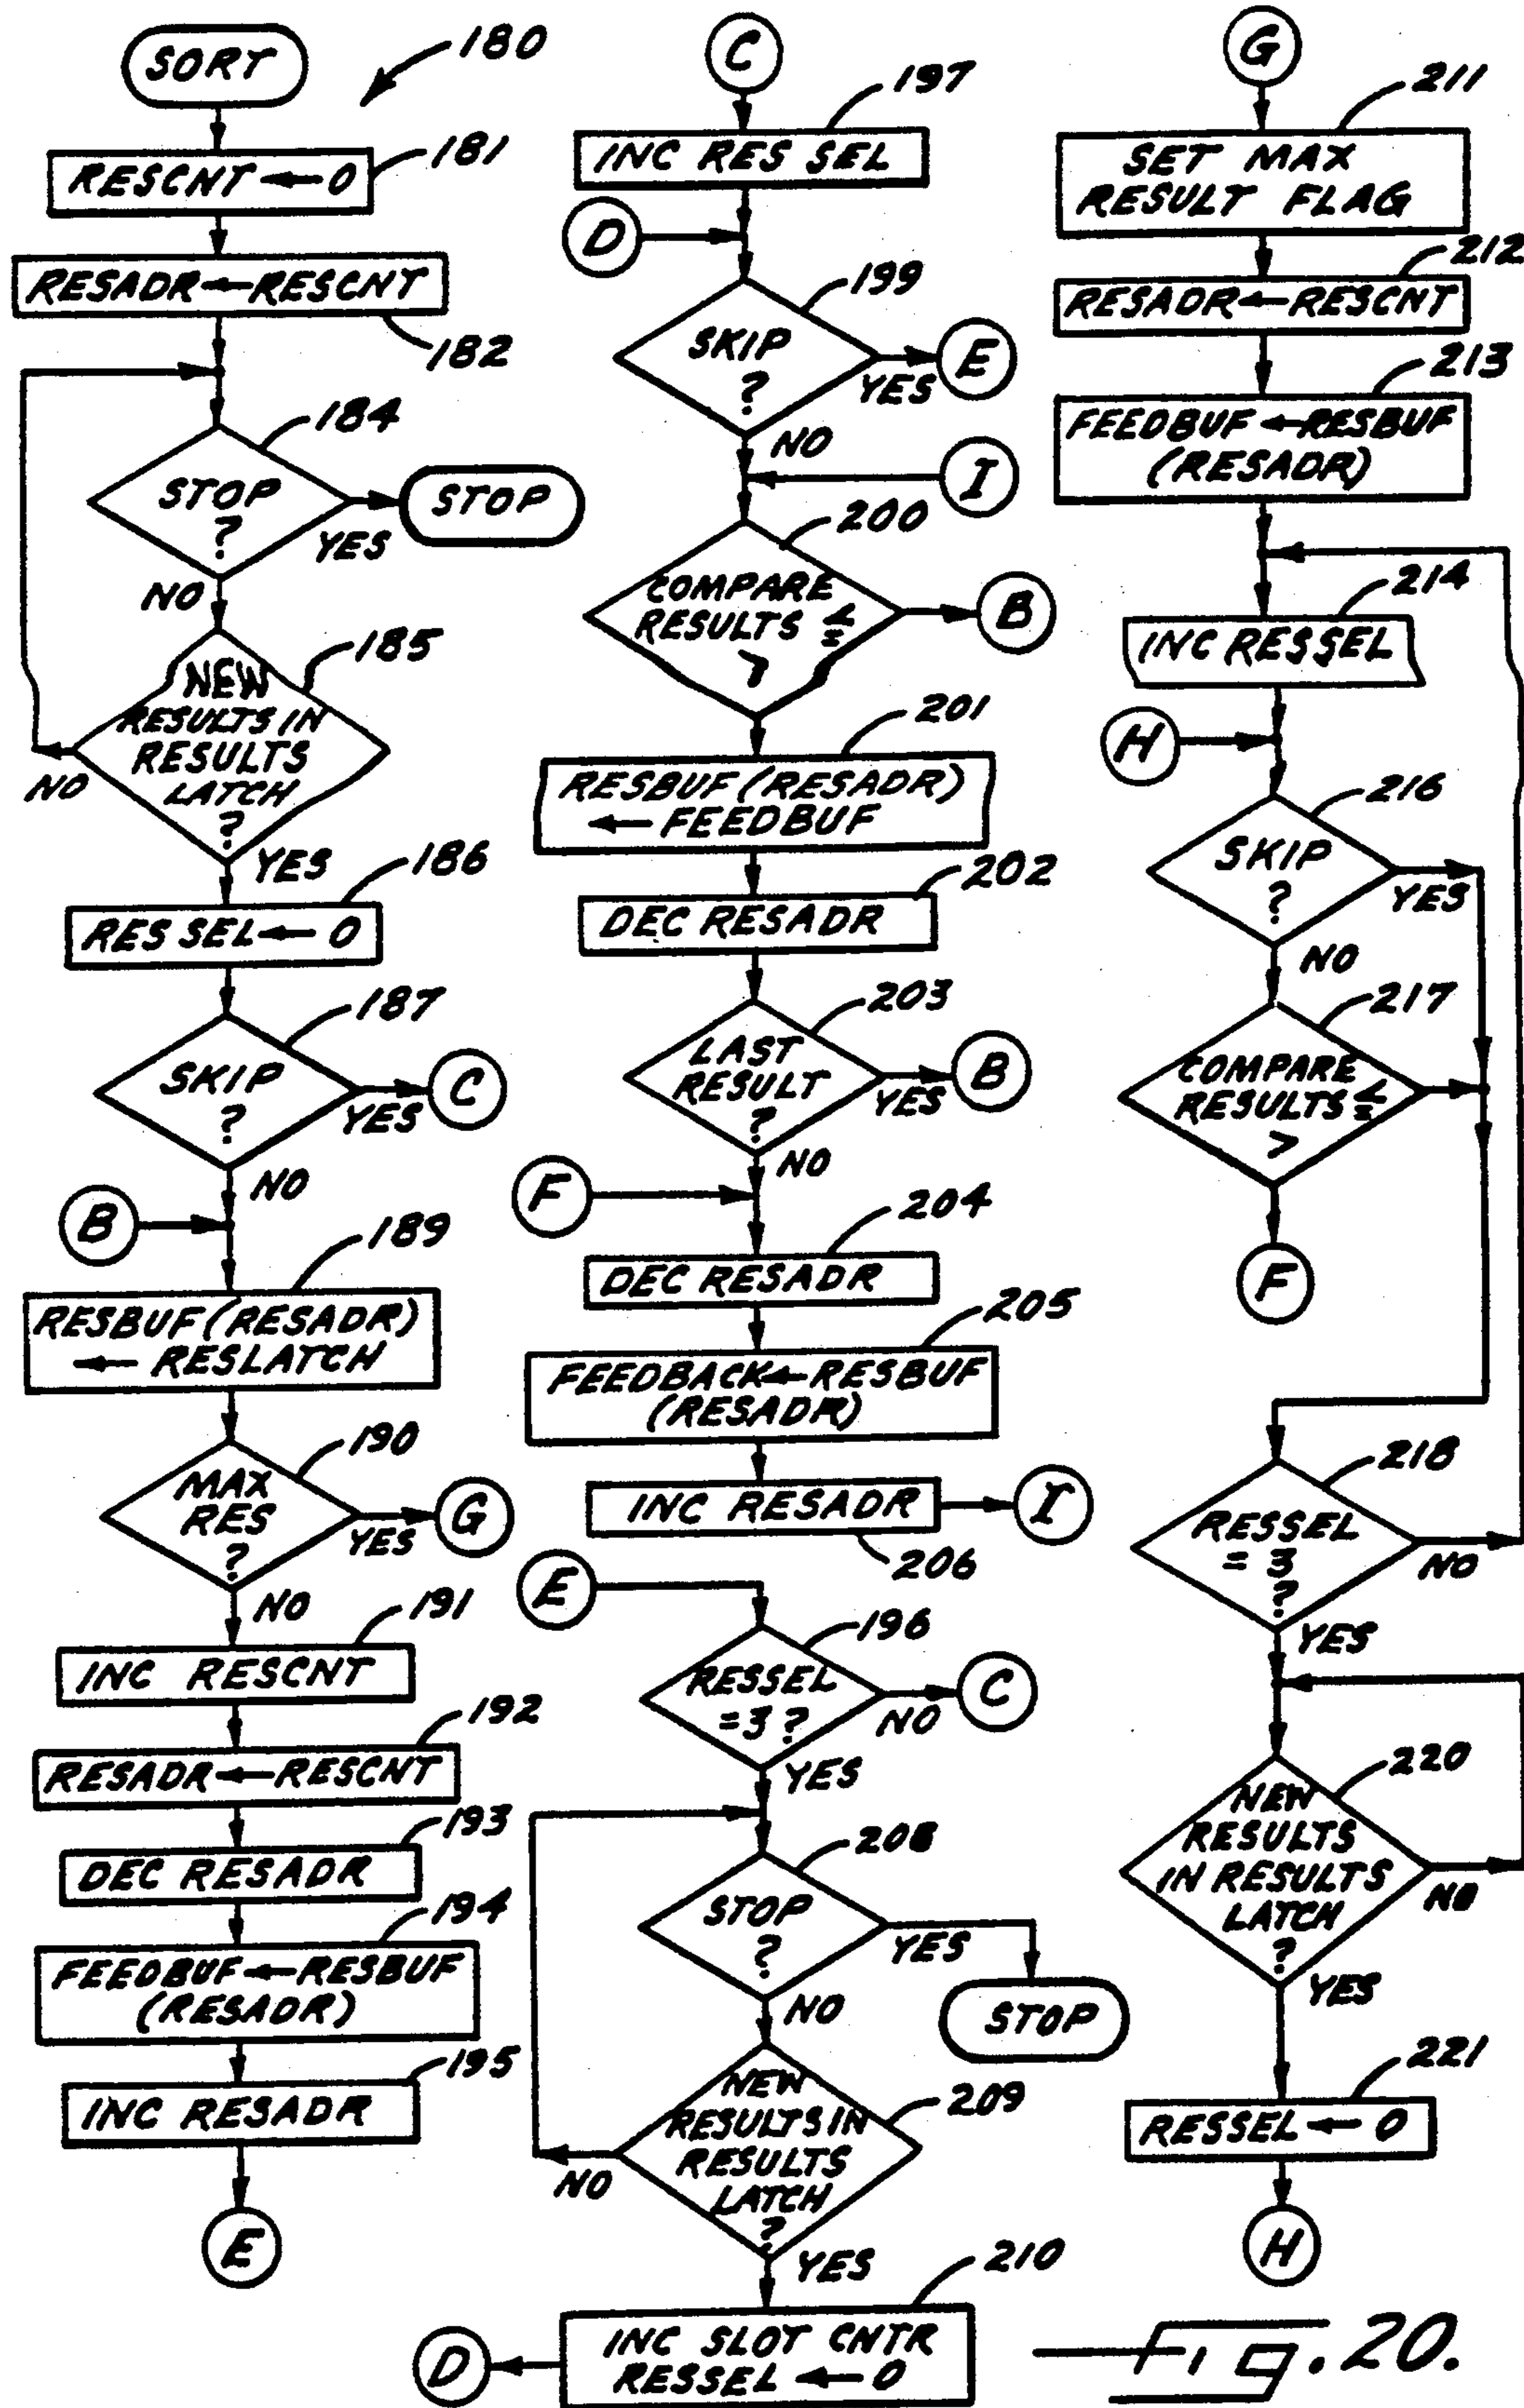 SORT
180
RESCNT ← 0
181
RESADR ← RESCNT
182
184
STOP
?
YES
STOP
NO
185
NEW
RESULTS IN
RESULTS
LATCH
?
NO
YES
186
RES SEL ← 0
187
SKIP
?
YES
C
NO
B
189
RESBUF (RESADR)
← RESLATCH
190
MAX
RES
?
YES
G
NO
191
INC RESCNT
192
RESADR ← RESCNT
193
DEC RESADR
194
FEEDBUF ← RESBUF
(RESADR)
195
INC RESADR
E
C
197
INC RES SEL
D
199
SKIP
?
YES
E
NO
I
200
COMPARE
RESULTS ≤
>
B
201
RESBUF (RESADR)
← FEEDBUF
202
DEC RESADR
203
LAST
RESULT
?
YES
B
NO
F
204
DEC RESADR
205
FEEDBACK ← RESBUF
(RESADR)
INC RESADR
I
206
E
196
RESSEL
=3 ?
NO
C
YES
208
STOP
?
YES
STOP
NO
209
NEW
RESULTS IN
RESULTS
LATCH
?
NO
YES
210
INC SLOT CNTR
RESSEL ← 0
D
G
211
SET MAX
RESULT FLAG
212
RESADR ← RESCNT
213
FEEDBUF ← RESBUF
(RESADR)
214
INC RESSEL
H
216
SKIP
?
YES
NO
217
COMPARE
RESULTS ≤
>
F
218
RESSEL
= 3
?
NO
YES
220
NEW
RESULTS
IN RESULTS
LATCH
?
NO
YES
221
RESSEL ← 0
H
Fig. 20.